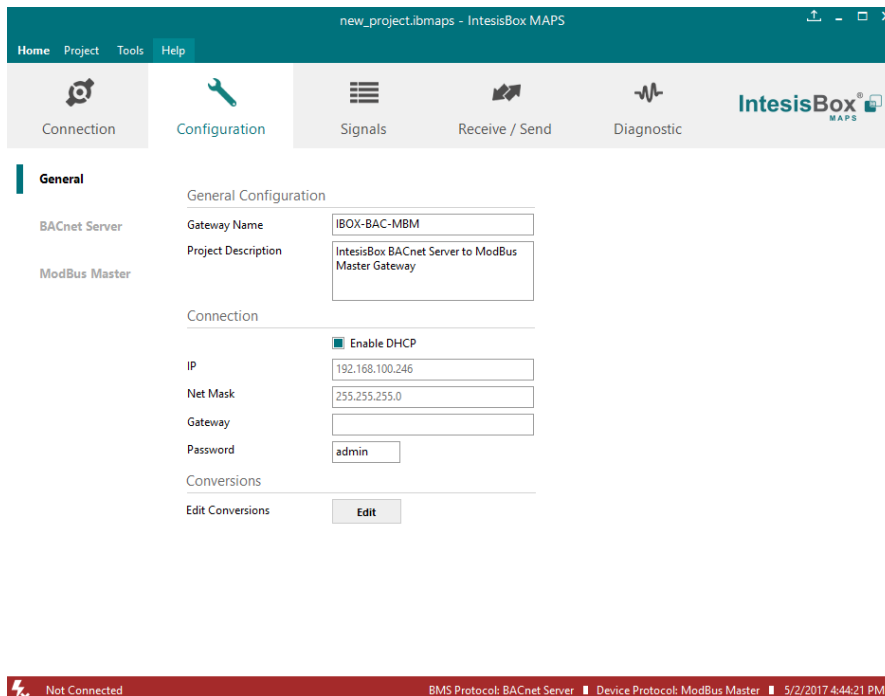 new_project.ibmaps - IntesisBox MAPS
Home Project Tools Help
Connection Configuration Signals Receive / Send Diagnostic
IntesisBox®
MAPS
General
BACnet Server
ModBus Master
General Configuration
Gateway Name IBOX-BAC-MBM
Project Description IntesisBox BACnet Server to ModBus
Master Gateway
Connection
Enable DHCP
IP 192.168.100.246
Net Mask 255.255.255.0
Gateway
Password admin
Conversions
Edit Conversions Edit
Not Connected BMS Protocol: BACnet Server Device Protocol: ModBus Master 5/2/2017 4:44:21 PM